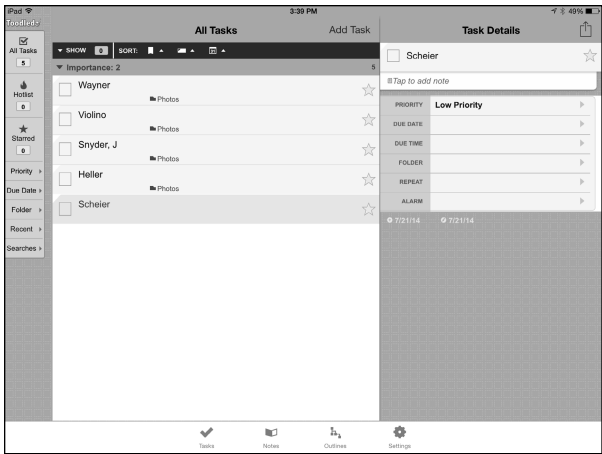 iPad 3:39 PM 49%
Toodledo
All Tasks
5
Hotlist
0
Starred
0
Priority
Due Date
Folder
Recent
Searches
All Tasks Add Task
SHOW 0 SORT:
Importance: 2 5
Wayner
Photos
Violino
Photos
Snyder, J
Photos
Heller
Photos
Scheier
Task Details
Scheier
Tap to add note
PRIORITY Low Priority
DUE DATE
DUE TIME
FOLDER
REPEAT
ALARM
7/21/14 7/21/14
Tasks Notes Outlines Settings